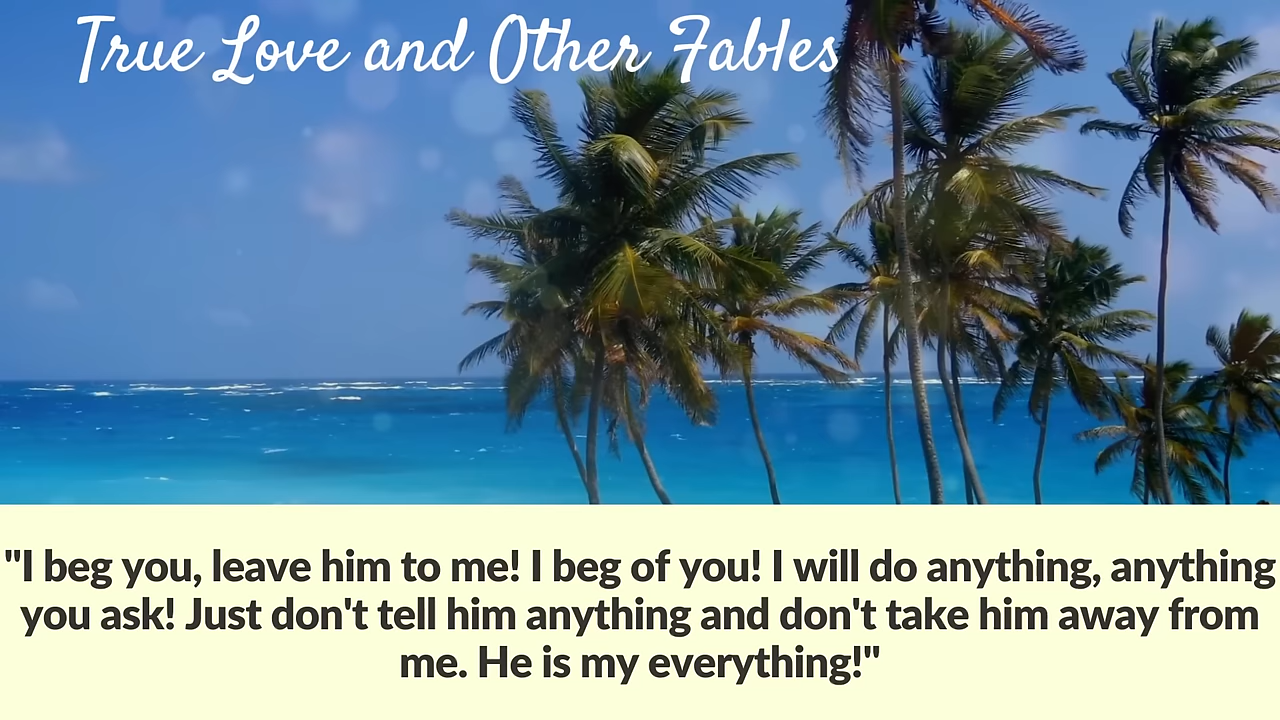 True Love and Other Fables
"I beg you, leave him to me! I beg of you! I will do anything, anything
you ask! Just don't tell him anything and don't take him away from
me. He is my everything!"